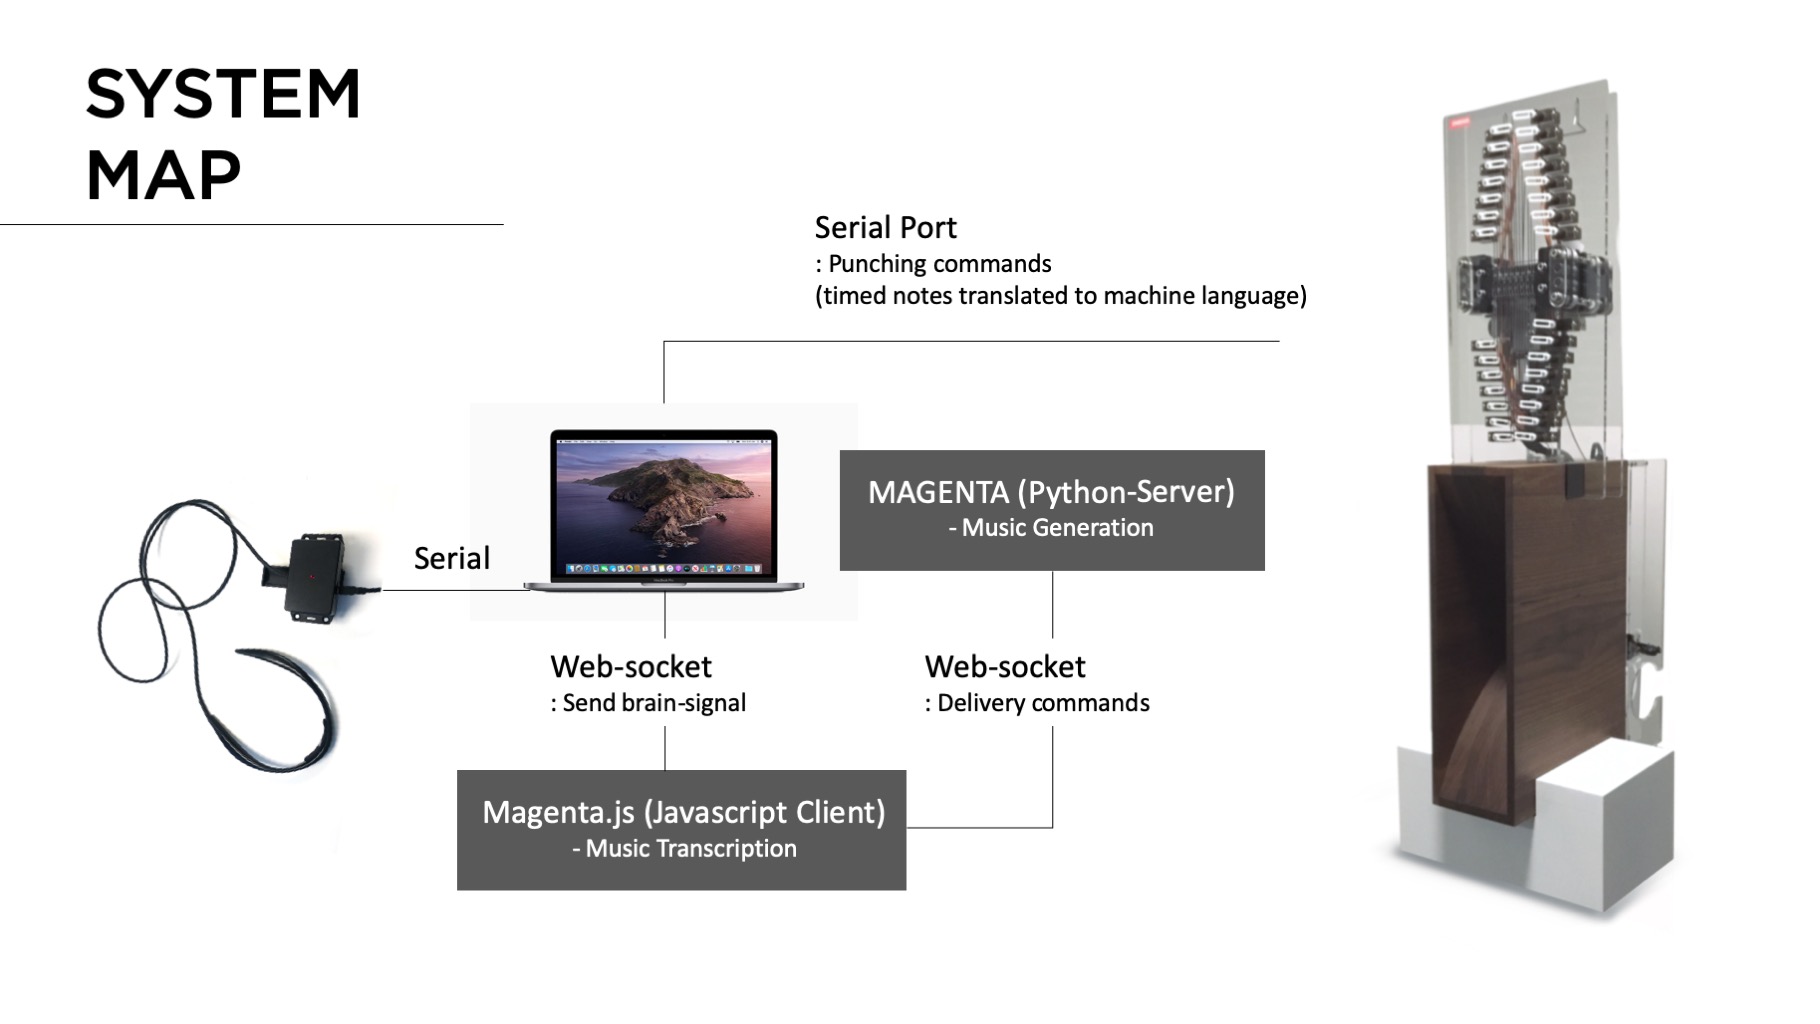 SYSTEM
MAP
Serial Port
: Punching commands
(timed notes translated to machine language)
MAGENTA (Python-Server)
- Music Generation
Serial
Web-socket
: Send brain-signal
Web-socket
: Delivery commands
Magenta.js (Javascript Client)
- Music Transcription